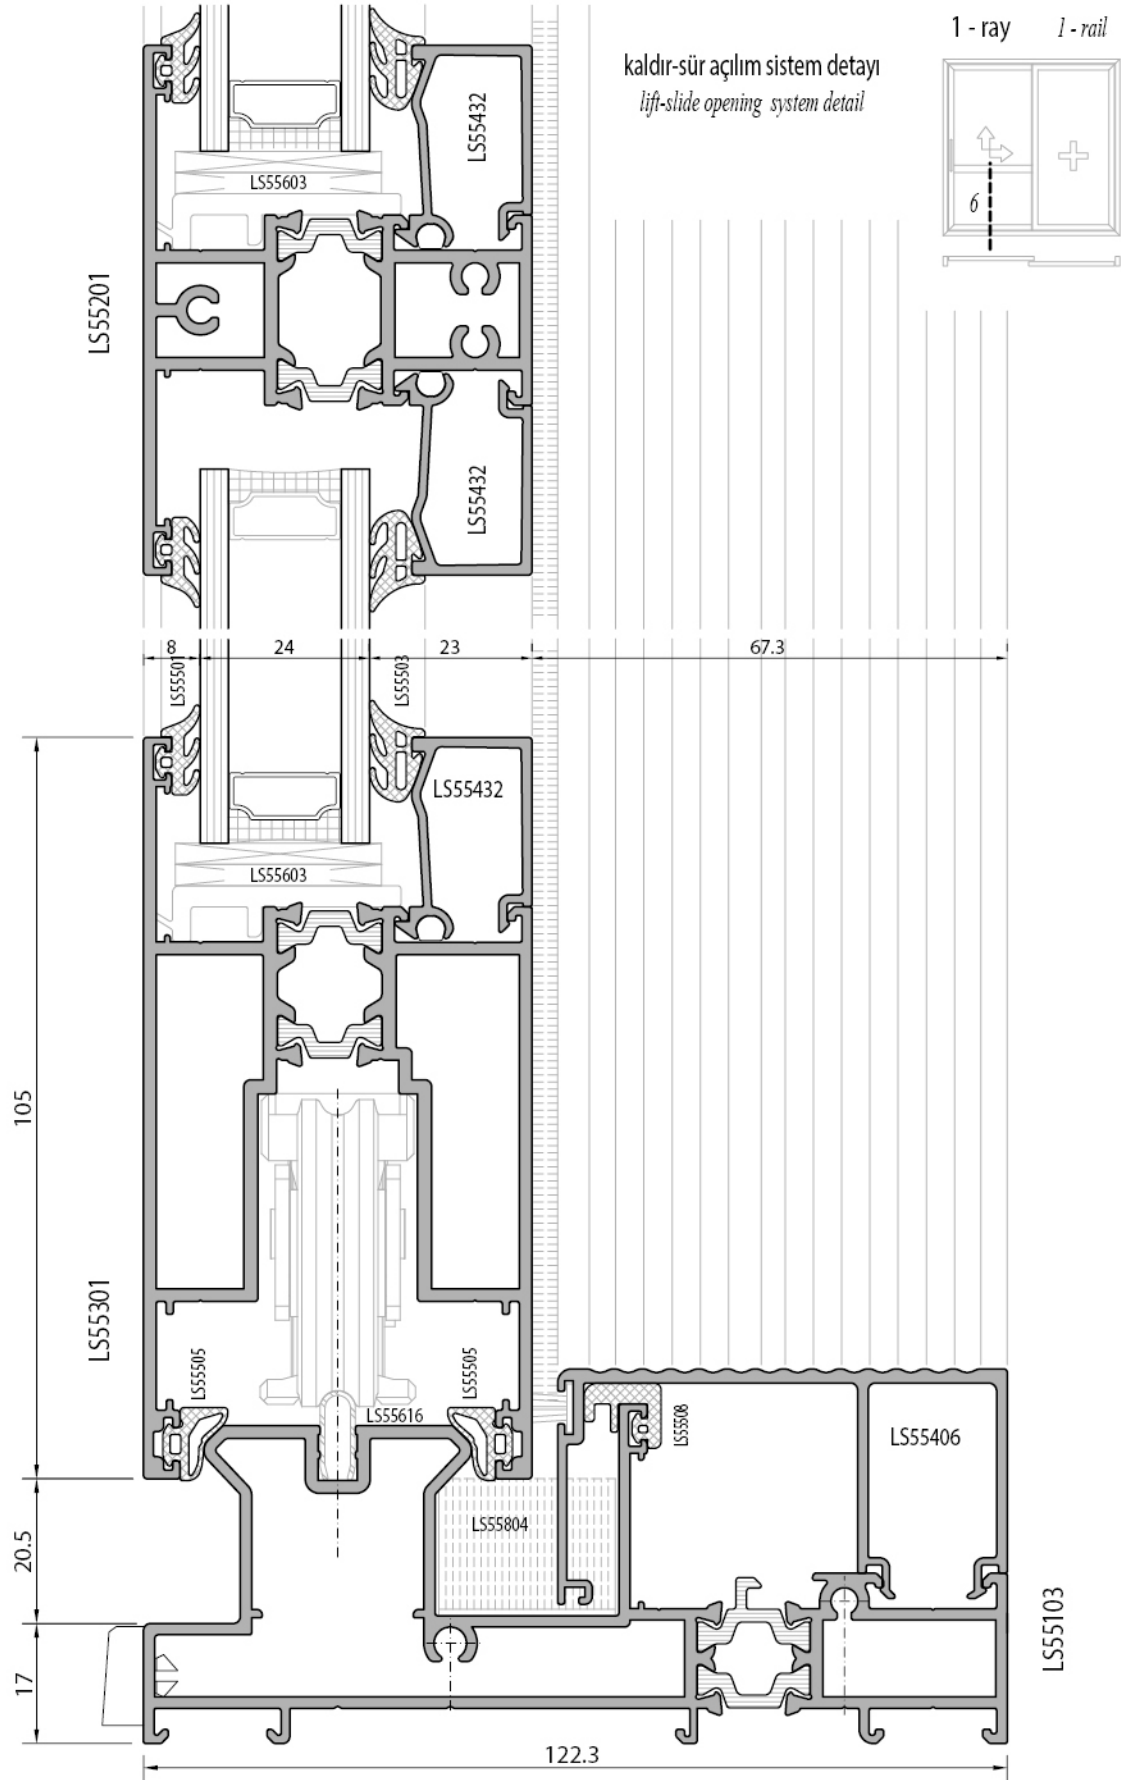 1 - ray
1 - rail
kaldır-sür açılım sistem detayı
lift-slide opening system detail
6
LS55432
LS55603
LS55201
LS55432
8
24
23
67.3
LS55501
LS55503
LS55432
LS55603
105
LS55301
LS55505
LS55505
LS55616
LS55508
LS55406
LS55804
20.5
LS55103
17
122.3